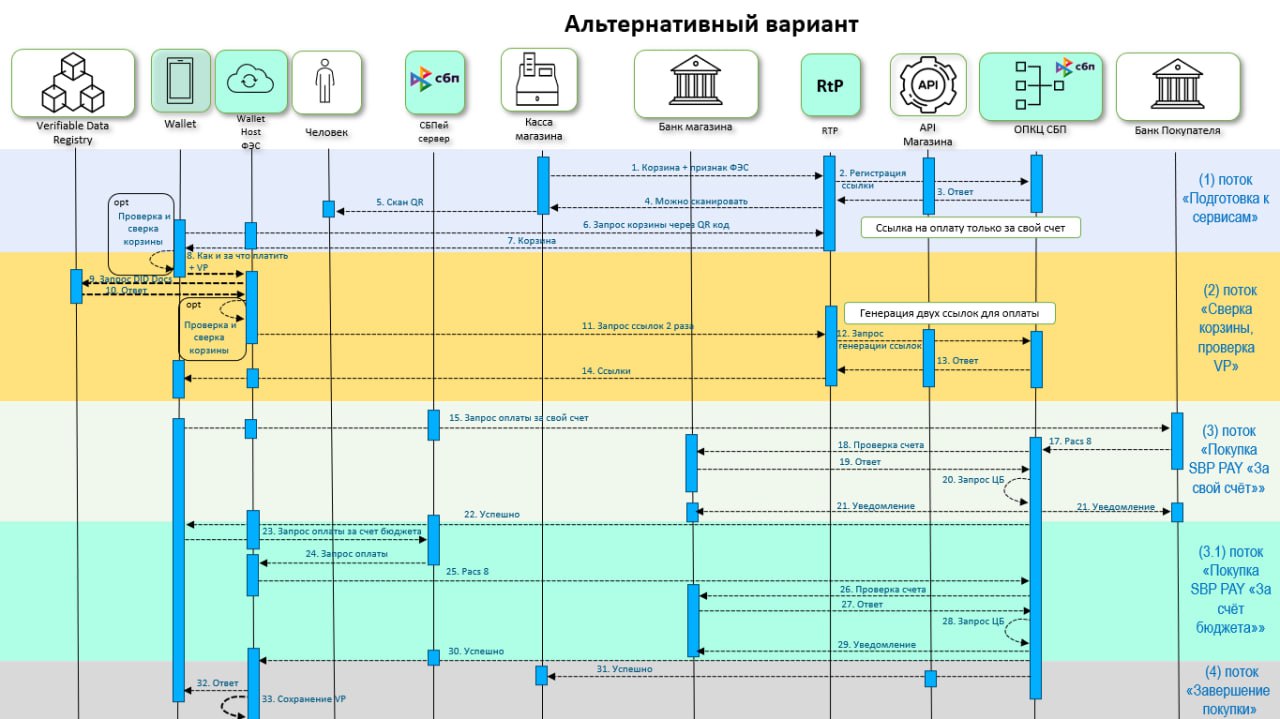 Альтернативный вариант
сбп
сбп
RtP
API
Verifiable Data
Registry
Wallet
Wallet
Host
ФЭС
Человек
СБПей
сервер
Касса
магазина
Банк магазина
RTP
API
Магазина
ОПКЦ СБП
Банк Покупателя
1. Корзина + признак ФЭС
2. Регистрация
ссылки
3. Ответ
4. Можно сканировать
5. Скан QR
6. Запрос корзины через QR код
7. Корзина
Ссылка на оплату только за свой счет
opt
Проверка и
сверка
корзины
8. Как и за что платить
+ VP
(1) поток
«Подготовка к
сервисам»
9. Запрос DID Docs
10. Ответ
opt
Проверка и
сверка
корзины
Генерация двух ссылок для оплаты
11. Запрос ссылок 2 раза
12. Запрос
генерации ссылок
13. Ответ
14. Ссылки
(2) поток
«Сверка
корзины,
проверка
VP»
15. Запрос оплаты за свой счет
17. Pacs 8
18. Проверка счета
19. Ответ
20. Запрос ЦБ
21. Уведомление
21. Уведомление
22. Успешно
(3) поток
«Покупка
SBP PAY «За
свой счёт»»
23. Запрос оплаты за счет бюджета
24. Запрос оплаты
25. Pacs 8
26. Проверка счета
27. Ответ
28. Запрос ЦБ
29. Уведомление
30. Успешно
(3.1) поток
«Покупка
SBP PAY «За
счёт
бюджета»»
31. Успешно
32. Ответ
33. Сохранение VP
(4) поток
«Завершение
покупки»